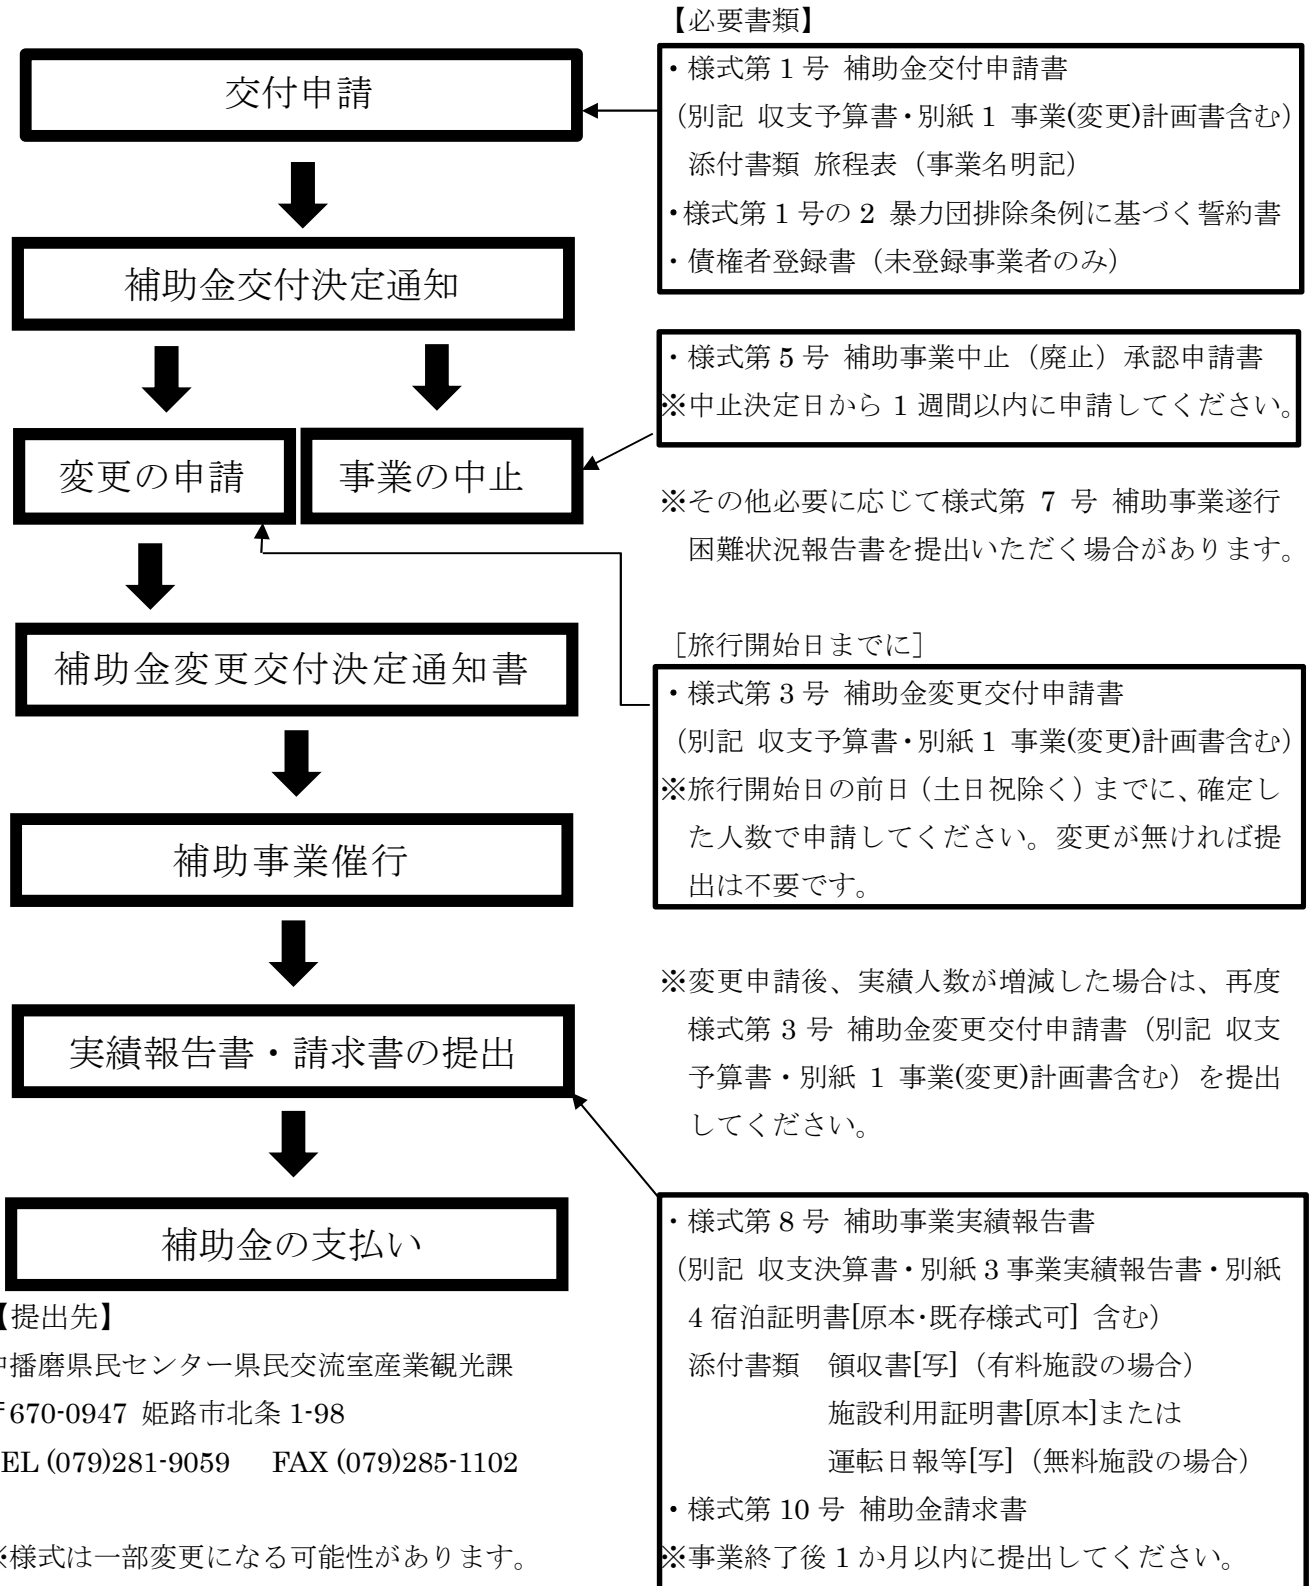 【必要書類】
交付申請
・様式第1号 補助金交付申請書
(別記 収支予算書・別紙1 事業(変更)計画書含む)
添付書類 旅程表（事業名明記）
・様式第1号の2 暴力団排除条例に基づく誓約書
・債権者登録書（未登録事業者のみ）
補助金交付決定通知
・様式第5号 補助事業中止（廃止）承認申請書
※中止決定日から1週間以内に申請してください。
変更の申請
事業の中止
※その他必要に応じて様式第 7 号 補助事業遂行
困難状況報告書を提出いただく場合があります。
補助金変更交付決定通知書
［旅行開始日までに］
・様式第3号 補助金変更交付申請書
(別記 収支予算書・別紙1 事業(変更)計画書含む)
※旅行開始日の前日（土日祝除く）までに、確定し
た人数で申請してください。変更が無ければ提
出は不要です。
補助事業催行
※変更申請後、実績人数が増減した場合は、再度
様式第 3 号 補助金変更交付申請書（別記 収支
予算書・別紙 1 事業(変更)計画書含む）を提出
してください。
実績報告書・請求書の提出
補助金の支払い
・様式第8号 補助事業実績報告書
(別記 収支決算書・別紙3事業実績報告書・別紙
4宿泊証明書[原本･既存様式可] 含む）
添付書類　領収書[写]（有料施設の場合）
施設利用証明書[原本]または
運転日報等[写]（無料施設の場合）
・様式第10号 補助金請求書
※事業終了後1か月以内に提出してください。
【提出先】
中播磨県民センター県民交流室産業観光課
〒670-0947 姫路市北条1-98
EL (079)281-9059　FAX (079)285-1102
※様式は一部変更になる可能性があります。